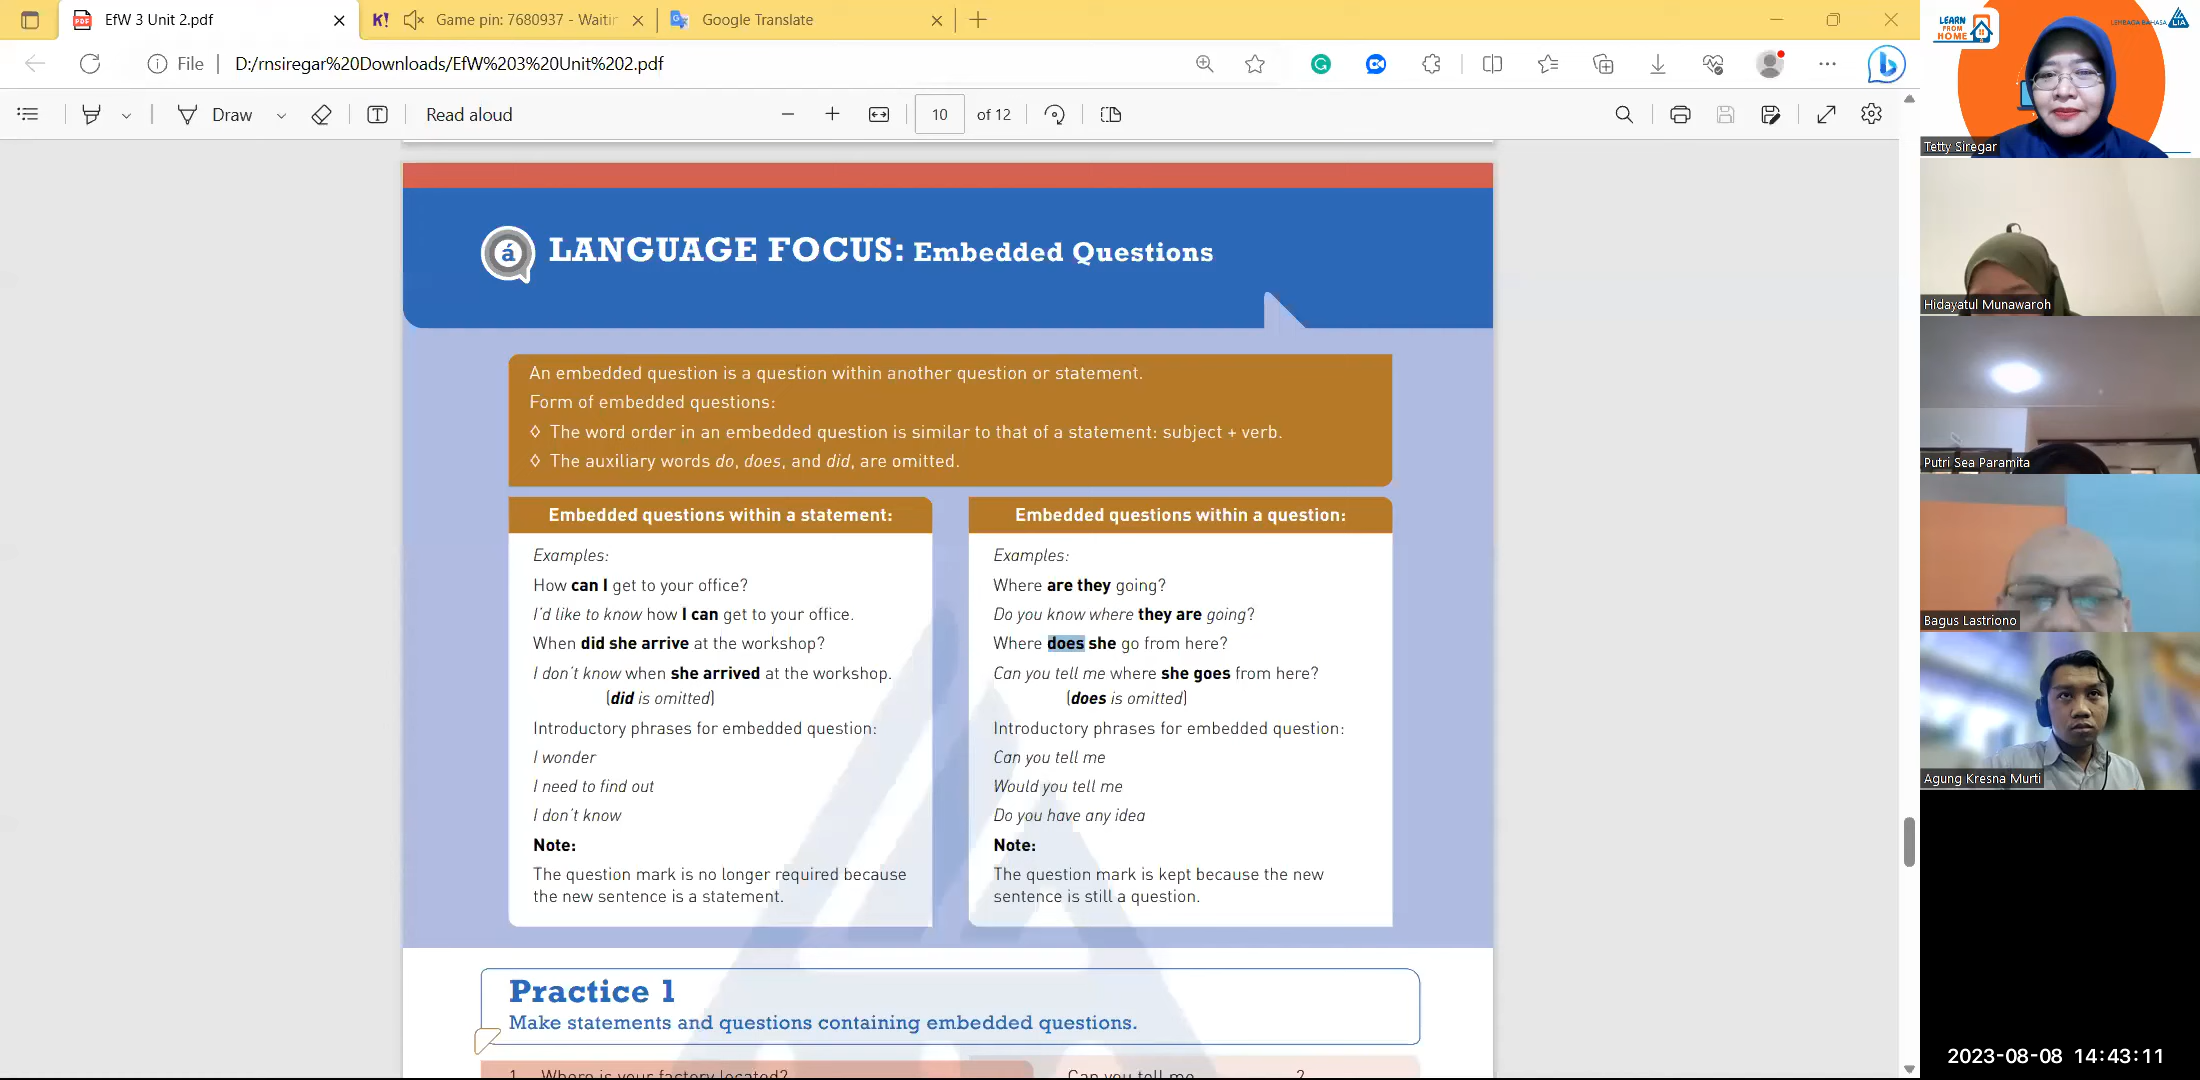 EfW 3 Unit 2.pdf
K! Game pin: 7680937 - Waitin
Google Translate
File
D:/rnsiregar%20Downloads/EfW%203%20Unit%202.pdf
Draw
Read aloud
10 of 12
á
LANGUAGE FOCUS: Embedded Questions
An embedded question is a question within another question or statement.
Form of embedded questions:
◊ The word order in an embedded question is similar to that of a statement: subject + verb.
◊ The auxiliary words do, does, and did, are omitted.
Embedded questions within a statement:
Examples:
How can I get to your office?
I'd like to know how I can get to your office.
When did she arrive at the workshop?
I don't know when she arrived at the workshop.
(did is omitted)
Introductory phrases for embedded question:
I wonder
I need to find out
I don't know
Note:
The question mark is no longer required because
the new sentence is a statement.
Embedded questions within a question:
Examples:
Where are they going?
Do you know where they are going?
Where does she go from here?
Can you tell me where she goes from here?
(does is omitted)
Introductory phrases for embedded question:
Can you tell me
Would you tell me
Do you have any idea
Note:
The question mark is kept because the new
sentence is still a question.
Practice 1
Make statements and questions containing embedded questions.
1 Where is your factory located?
Can you tell me ?
LEARN
FROM
HOME
LEMBAGA BAHASA LIA
Tetty Siregar
Hidayatul Munawaroh
Putri Sea Paramita
Bagus Lastriono
Agung Kresna Murti
2023-08-08 14:43:11